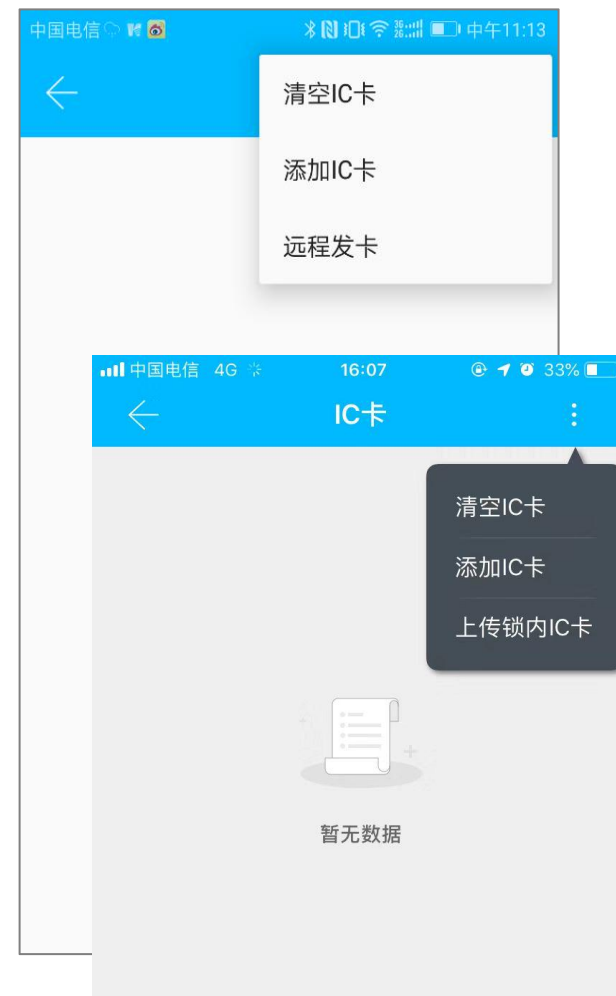 中国电信 中午11:13
清空IC卡
添加IC卡
远程发卡
中国电信 4G 16:07 33%
IC卡
清空IC卡
添加IC卡
上传锁内IC卡
暂无数据